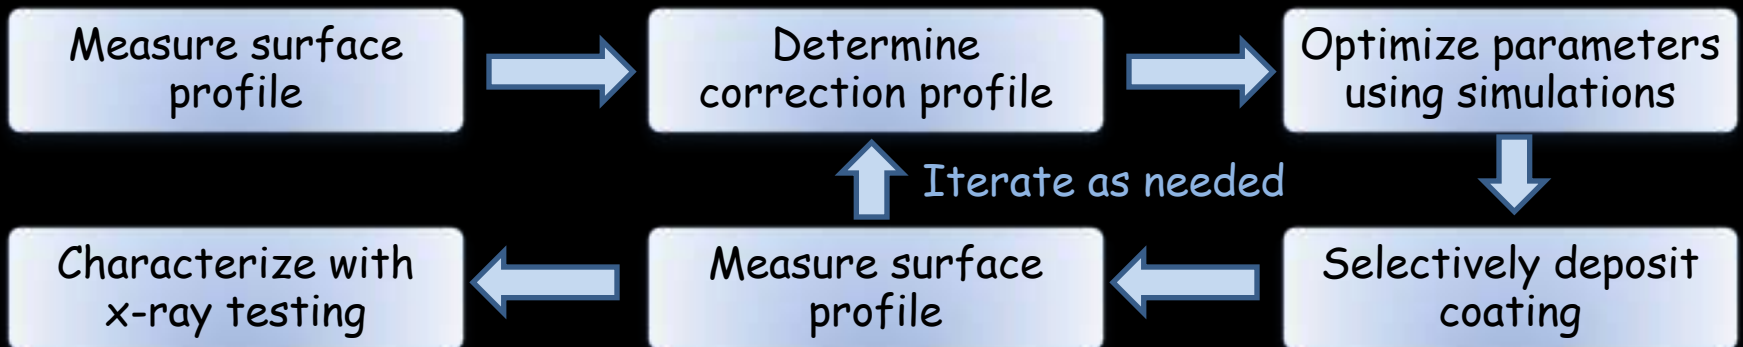 Measure surface
profile
Determine
correction profile
Optimize parameters
using simulations
Iterate as needed
Characterize with
x-ray testing
Measure surface
profile
Selectively deposit
coating